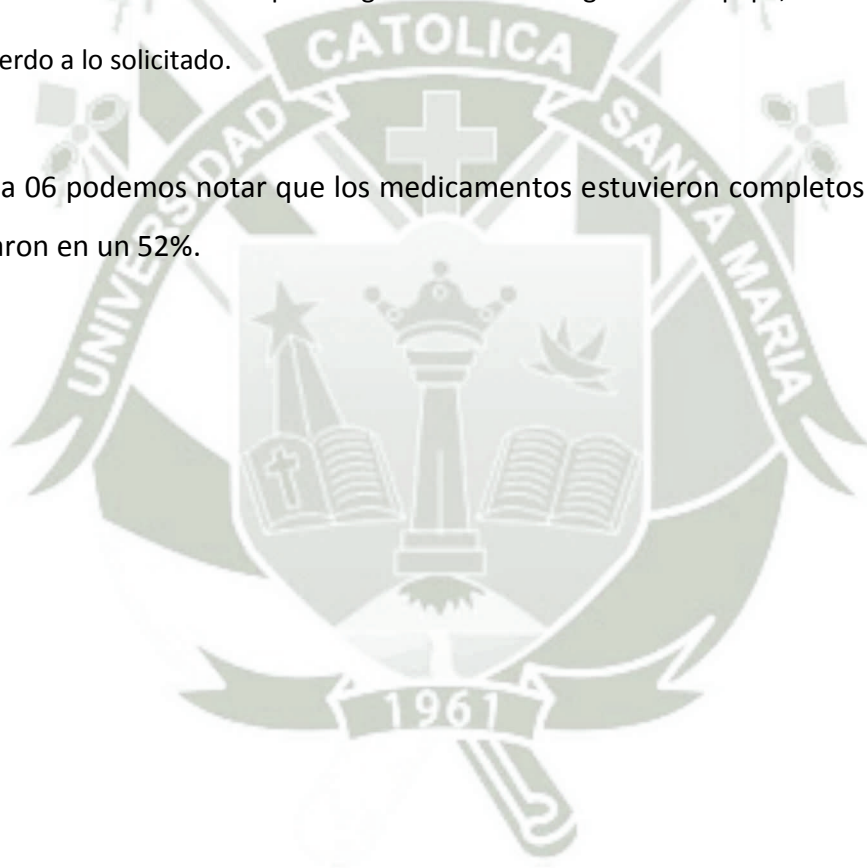 erdo a lo solicitado.
CATOLICA
UNIVERSIDAD
SANTA MARIA
a 06 podemos notar que los medicamentos estuvieron completos
aron en un 52%.
1961